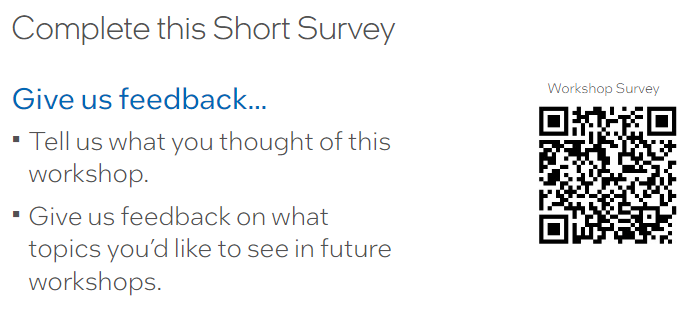 Complete this Short Survey
Give us feedback...
▪ Tell us what you thought of this
workshop.
▪ Give us feedback on what
topics you'd like to see in future
workshops.
Workshop Survey